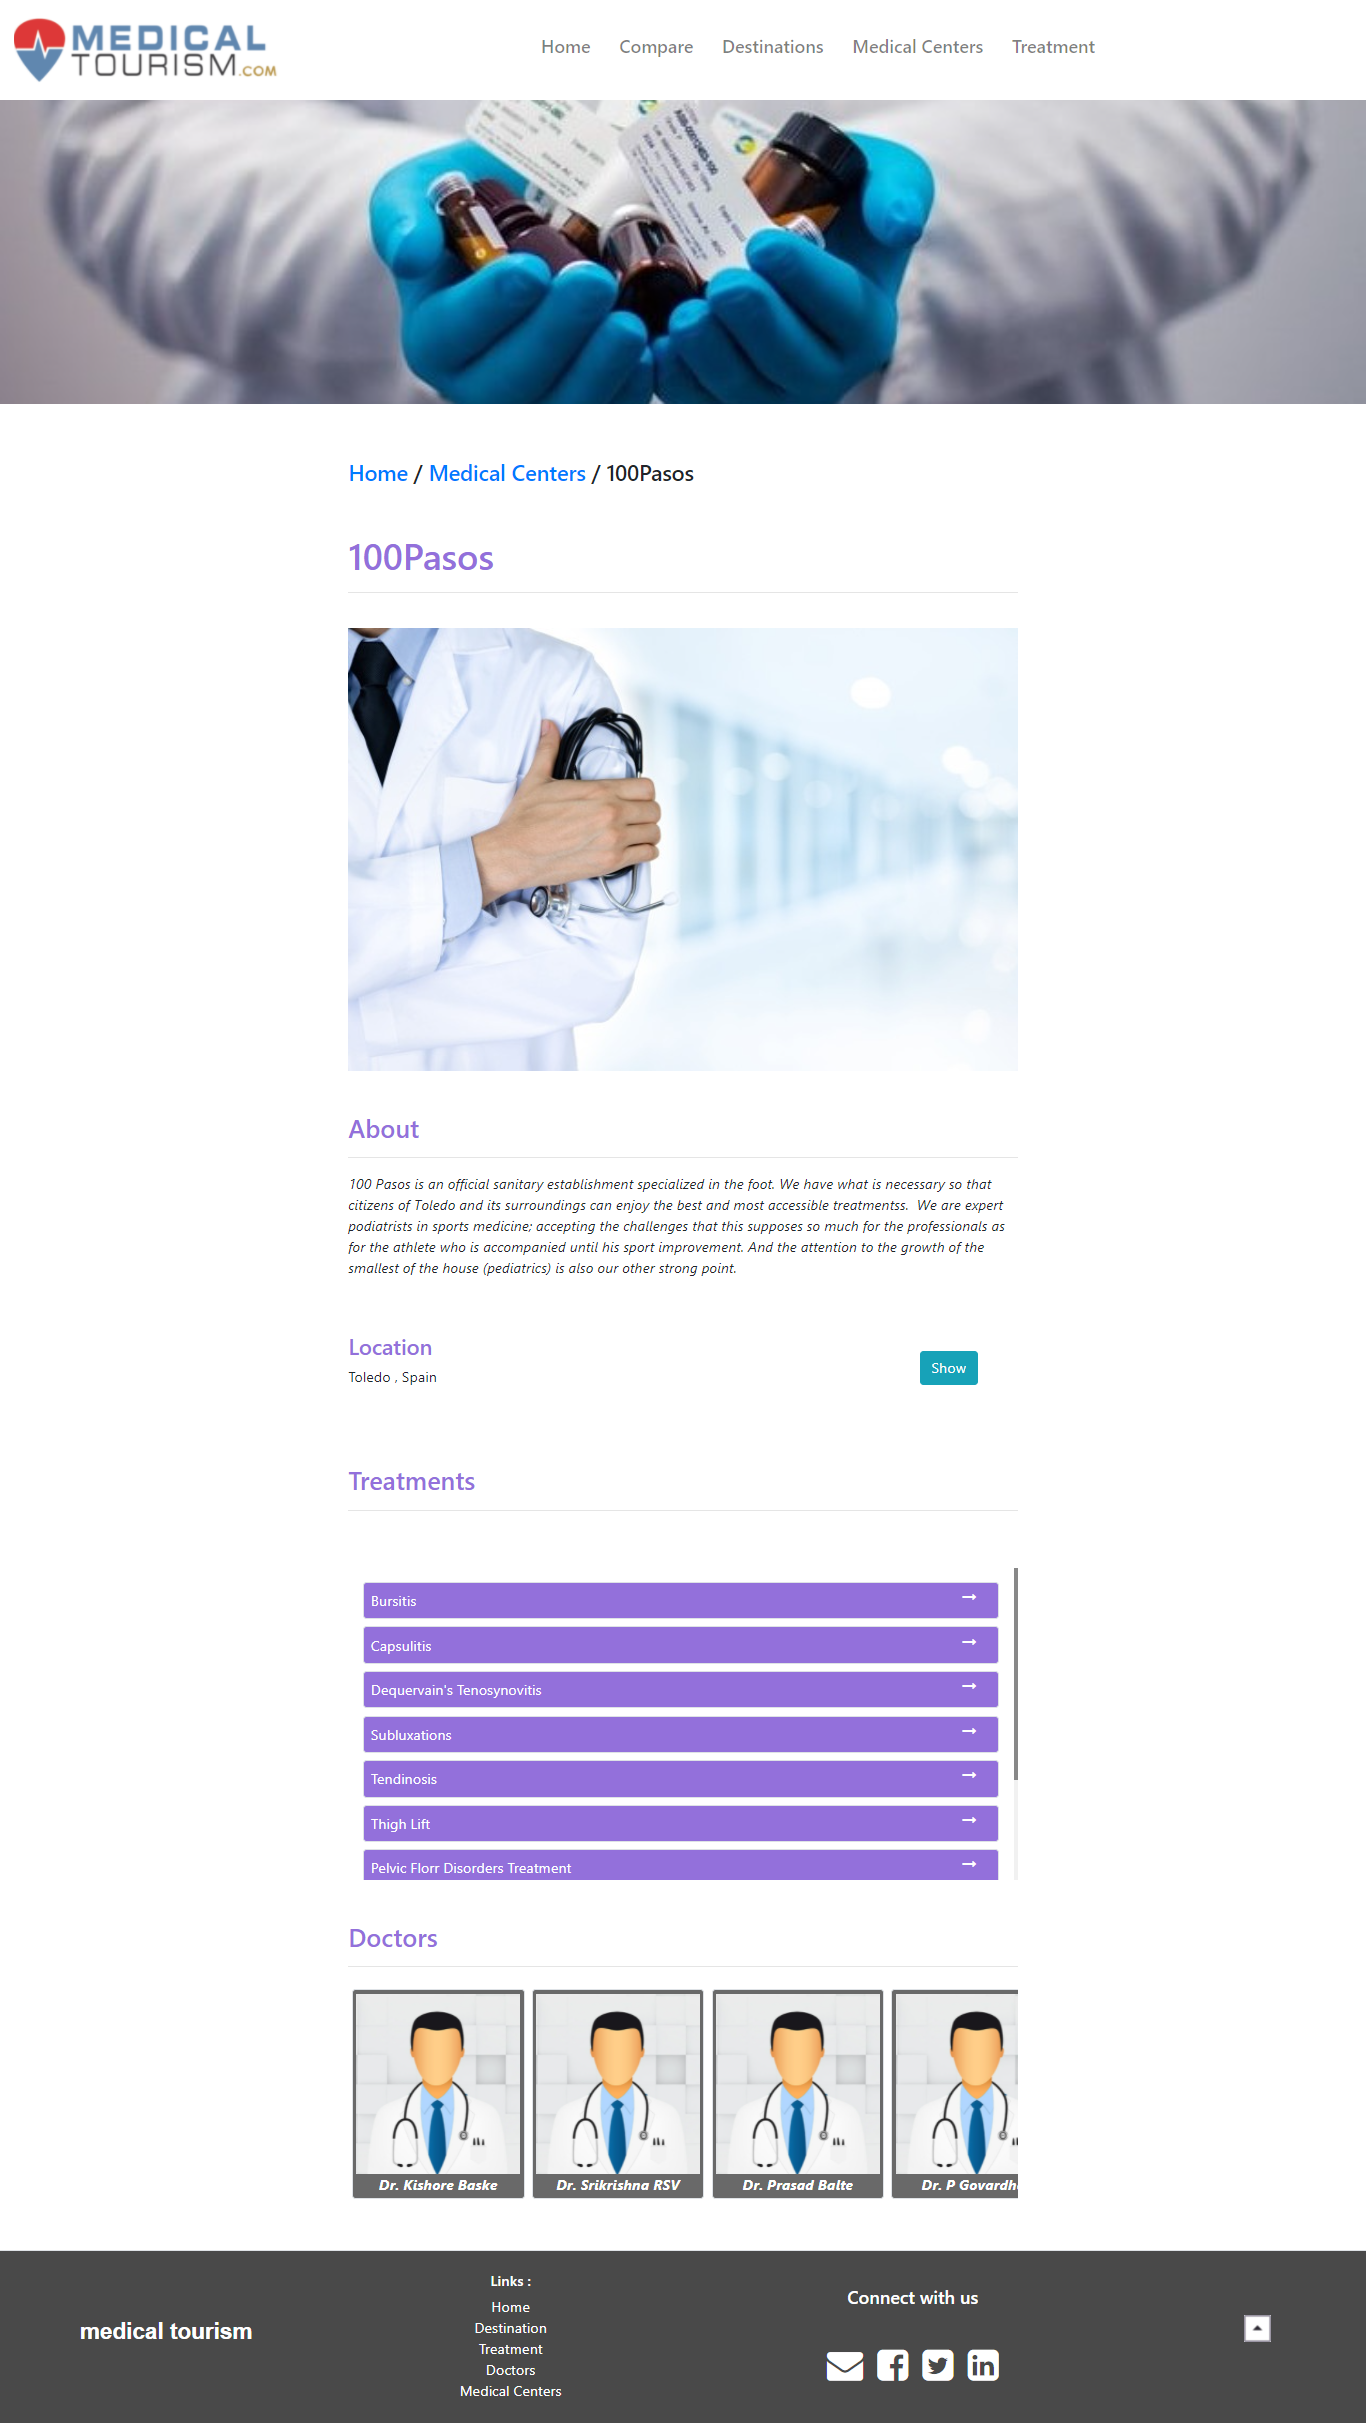 MEDICAL
TOURISM.COM
Home Compare Destinations Medical Centers Treatment
Home / Medical Centers / 100Pasos
100Pasos
About
100 Pasos is an official sanitary establishment specialized in the foot. We have what is necessary so that
citizens of Toledo and its surroundings can enjoy the best and most accessible treatmentss. We are expert
podiatrists in sports medicine; accepting the challenges that this supposes so much for the professionals as
for the athlete who is accompanied until his sport improvement. And the attention to the growth of the
smallest of the house (pediatrics) is also our other strong point.
Location
Toledo , Spain
Show
Treatments
Bursitis
Capsulitis
Dequervain's Tenosynovitis
Subluxations
Tendinosis
Thigh Lift
Pelvic Florr Disorders Treatment
Doctors
Dr. Kishore Baske
Dr. Srikrishna RSV
Dr. Prasad Balte
Dr. P Govardh
medical tourism
Links :
Home
Destination
Treatment
Doctors
Medical Centers
Connect with us